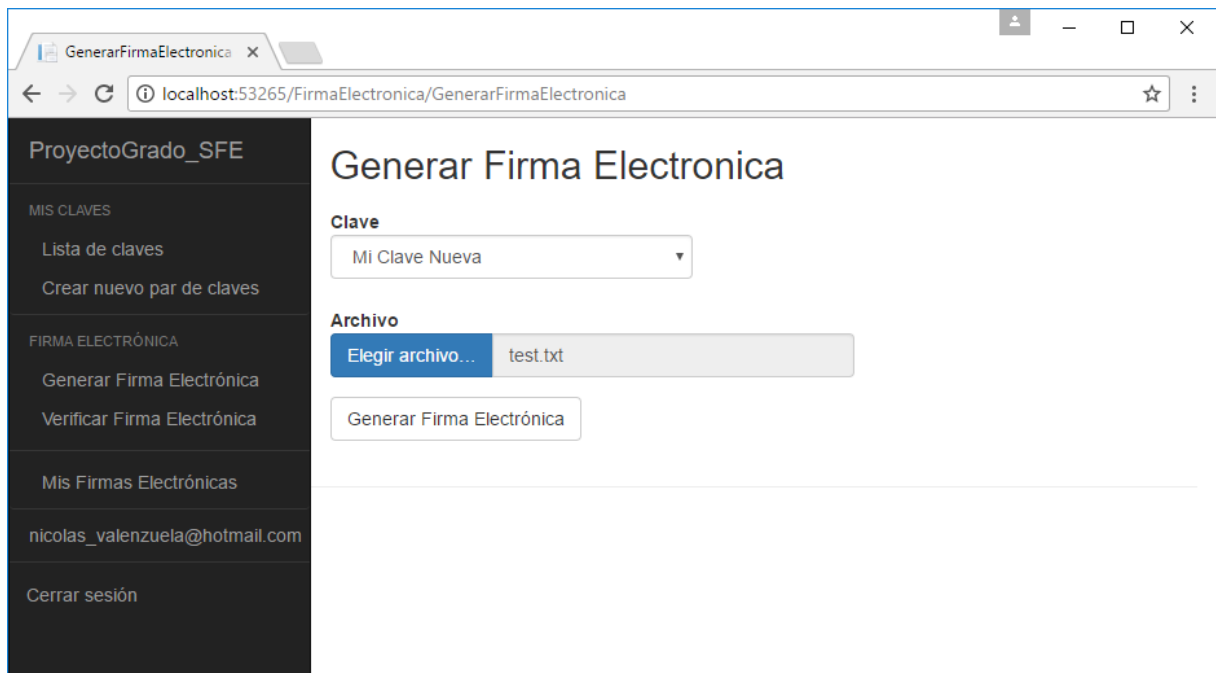 GenerarFirmaElectronica
localhost:53265/FirmaElectronica/GenerarFirmaElectronica
ProyectoGrado_SFE
MIS CLAVES
Lista de claves
Crear nuevo par de claves
FIRMA ELECTRÓNICA
Generar Firma Electrónica
Verificar Firma Electrónica
Mis Firmas Electrónicas
nicolas_valenzuela@hotmail.com
Cerrar sesión
Generar Firma Electronica
Clave
Mi Clave Nueva
Archivo
Elegir archivo... test.txt
Generar Firma Electrónica